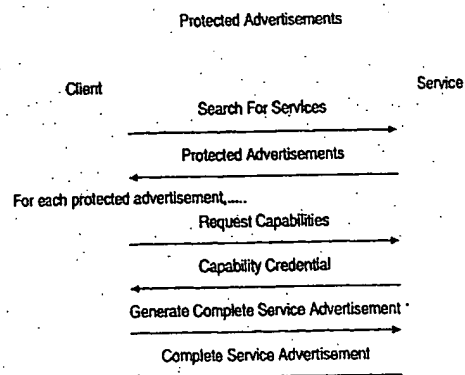 Protected Advertisements
Client
Service
Search For Services
Protected Advertisements
For each protected advertisement,.....
Request Capabilities
Capability Credential
Generate Complete Service Advertisement
Complete Service Advertisement